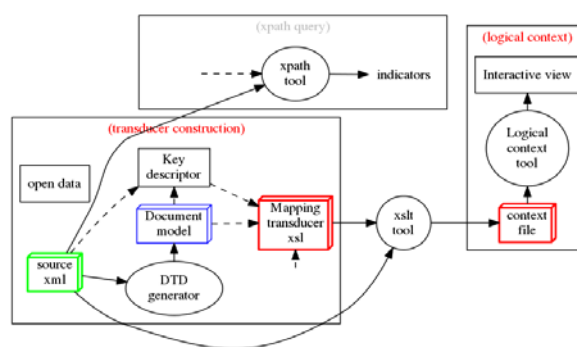 (xpath query)
xpath
tool
indicators
(logical context)
Interactive view
Logical
context
tool
context
file
(transducer construction)
open data
Key
descriptor
Document
model
Mapping
transducer
xsl
xslt
tool
source
xml
DTD
generator